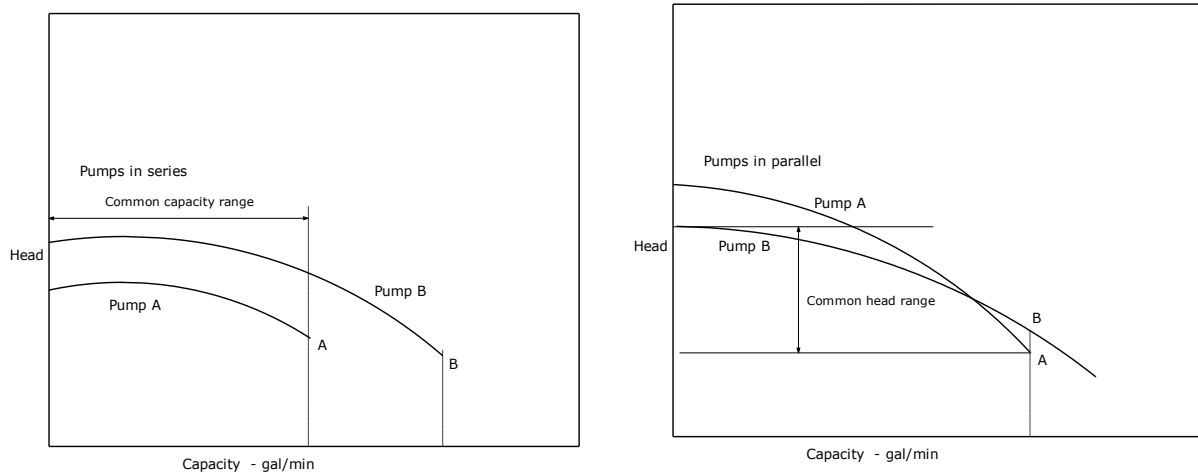 Pumps in series
Common capacity range
Head
Pump B
Pump A
A
B
Capacity - gal/min
Pumps in parallel
Pump A
Head
Pump B
Common head range
B
A
Capacity - gal/min